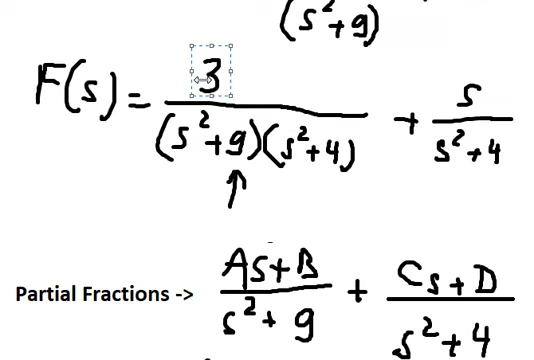 (s²+9)
F(s) = 3 / (s²+9)(s²+4) + s / s²+4
↑
Partial Fractions -> As+B / s²+9 + Cs+D / s²+4